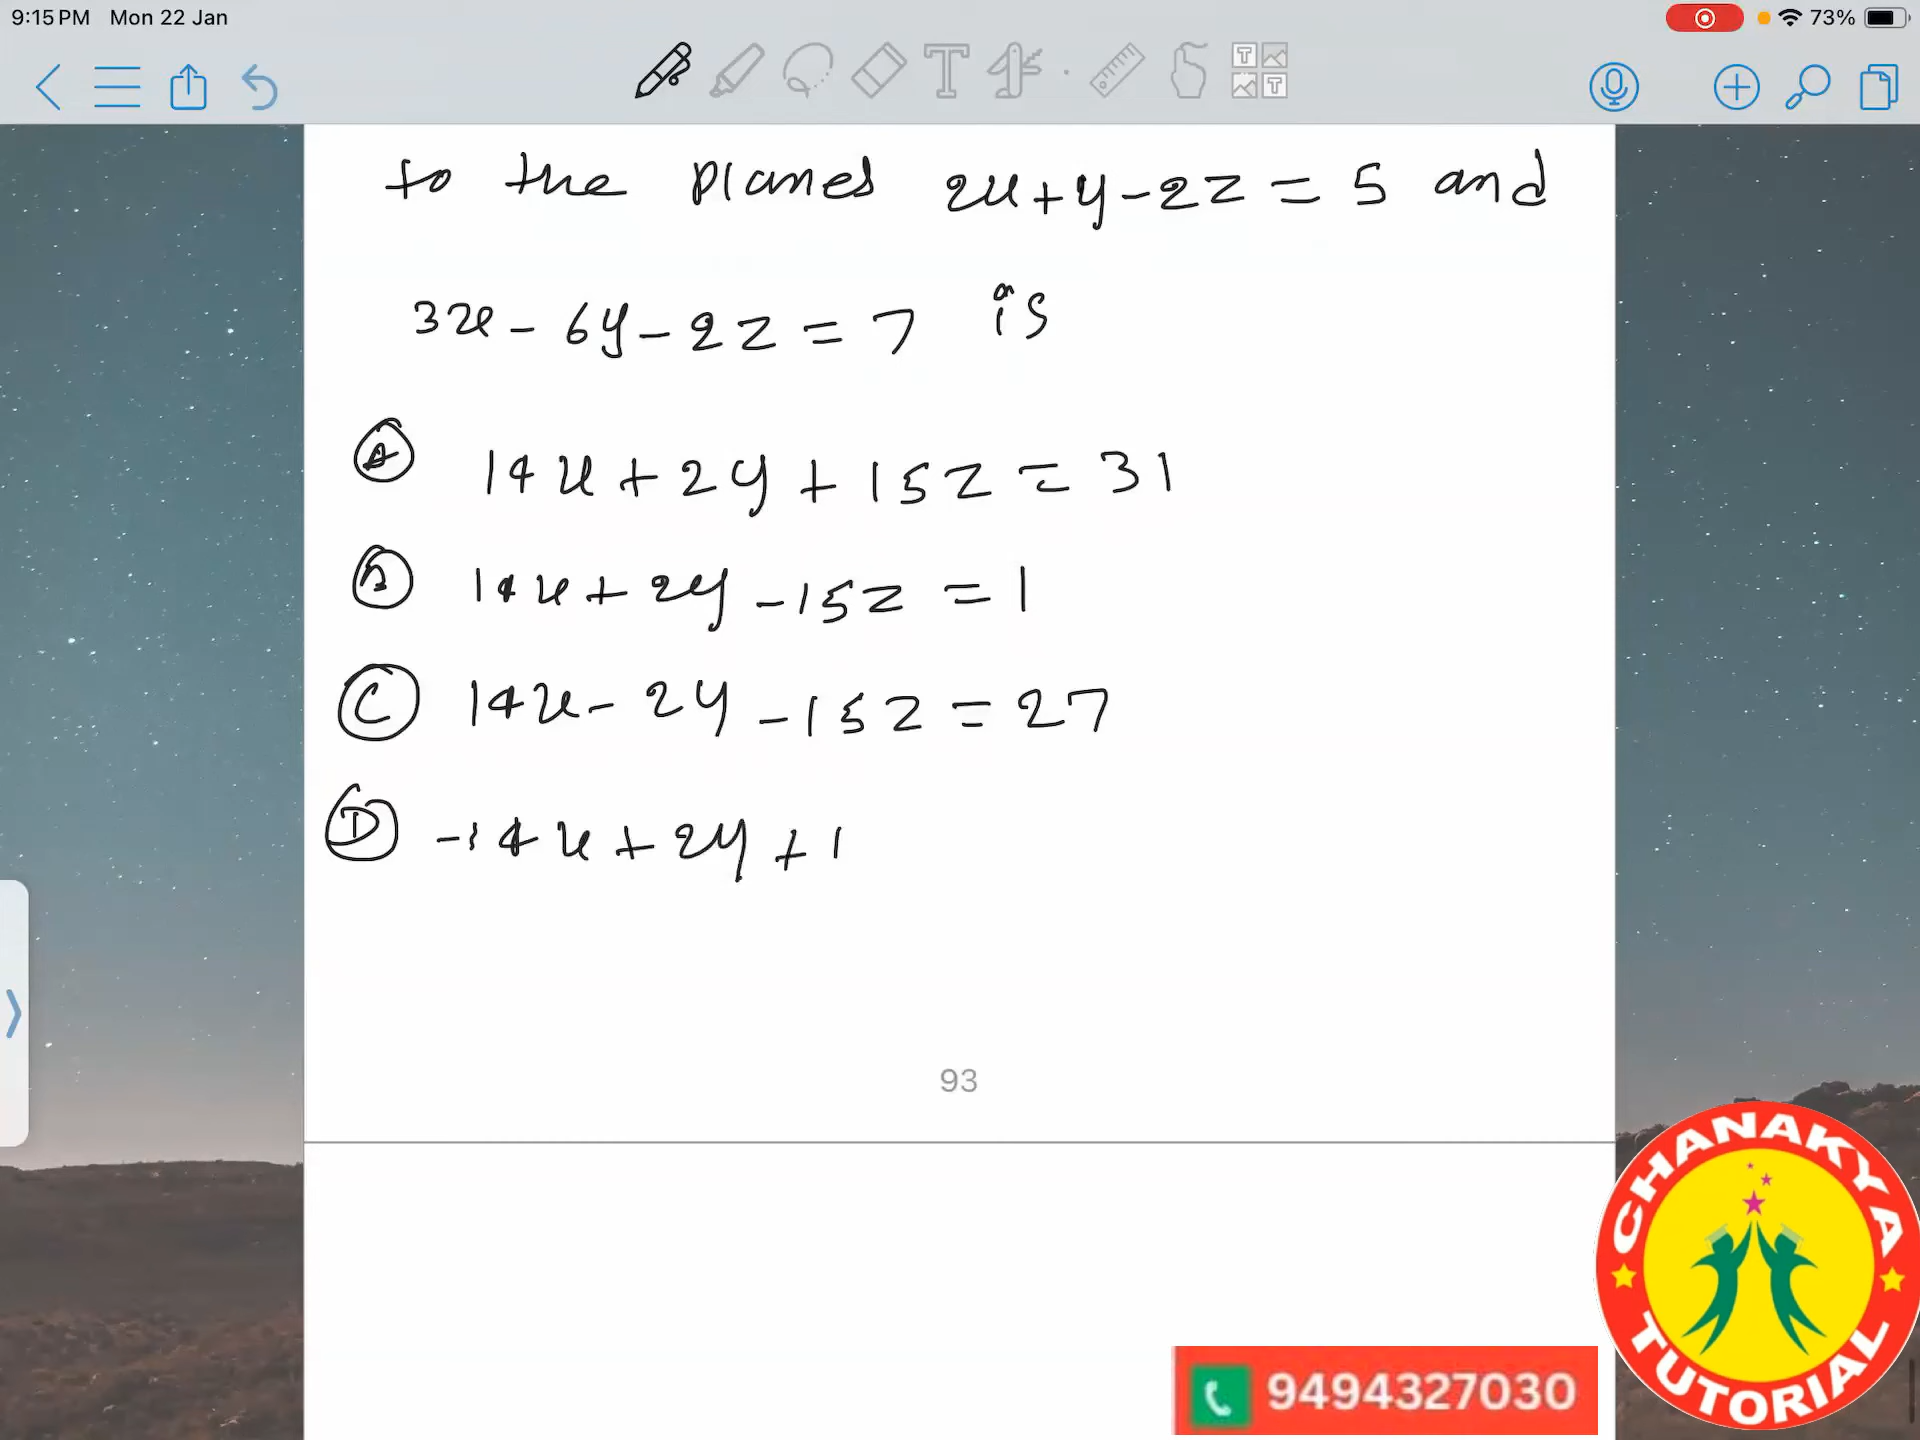 9:15 PM Mon 22 Jan
73%
to the planes 2x+y-2z=5 and
3x-6y-2z=7 is
Ⓐ 14x+2y+15z=31
Ⓑ 14x+2y-15z=1
Ⓒ 14x-2y-15z=27
Ⓓ -14x+2y+1
93
CHANAKYA
TUTORIAL
9494327030